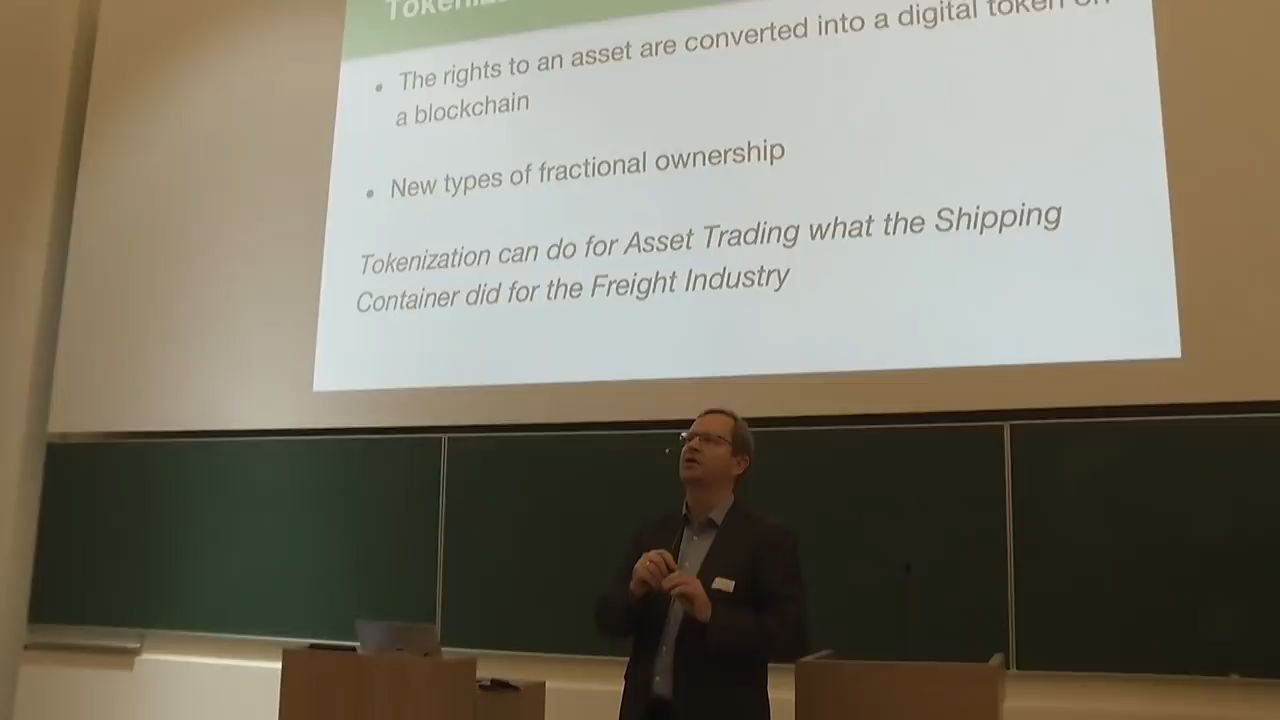 The rights to an asset are converted into a digital token on
a blockchain
New types of fractional ownership
Tokenization can do for Asset Trading what the Shipping
Container did for the Freight Industry